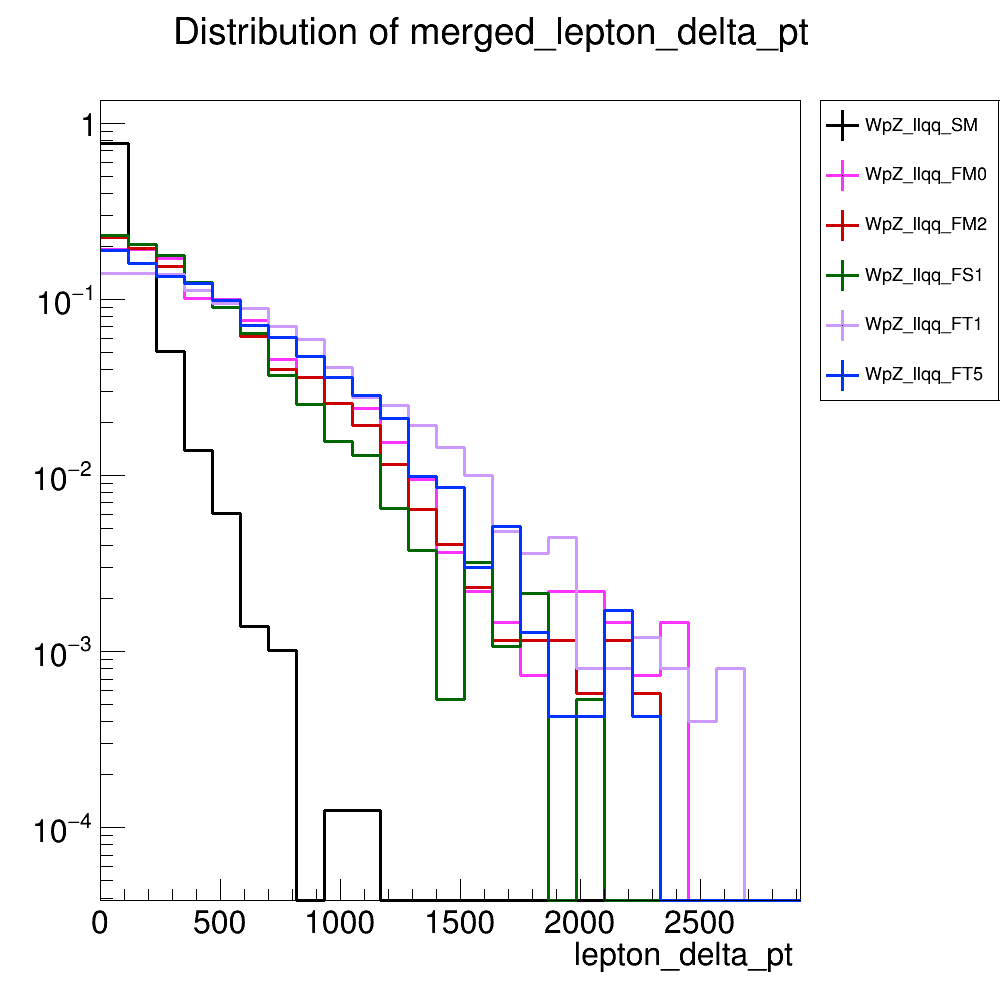 Distribution of merged_lepton_delta_pt
WpZ_llqq_SM
WpZ_llqq_FM0
WpZ_llqq_FM2
WpZ_llqq_FS1
WpZ_llqq_FT1
WpZ_llqq_FT5
1
10⁻¹
10⁻²
10⁻³
10⁻⁴
0 500 1000 1500 2000 2500
lepton_delta_pt